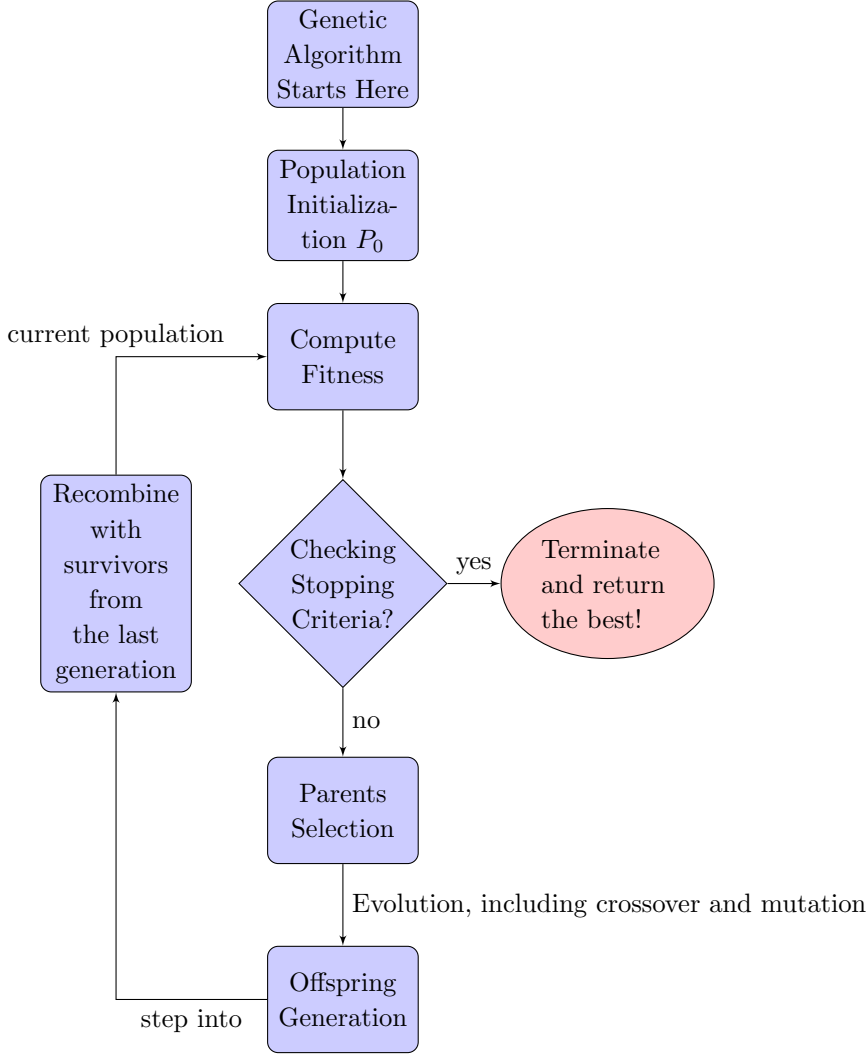 Genetic
Algorithm
Starts Here
Population
Initializa-
tion P₀
current population
Compute
Fitness
Recombine
with
survivors
from
the last
generation
Checking
Stopping
Criteria?
yes
Terminate
and return
the best!
no
Parents
Selection
Evolution, including crossover and mutation
Offspring
Generation
step into